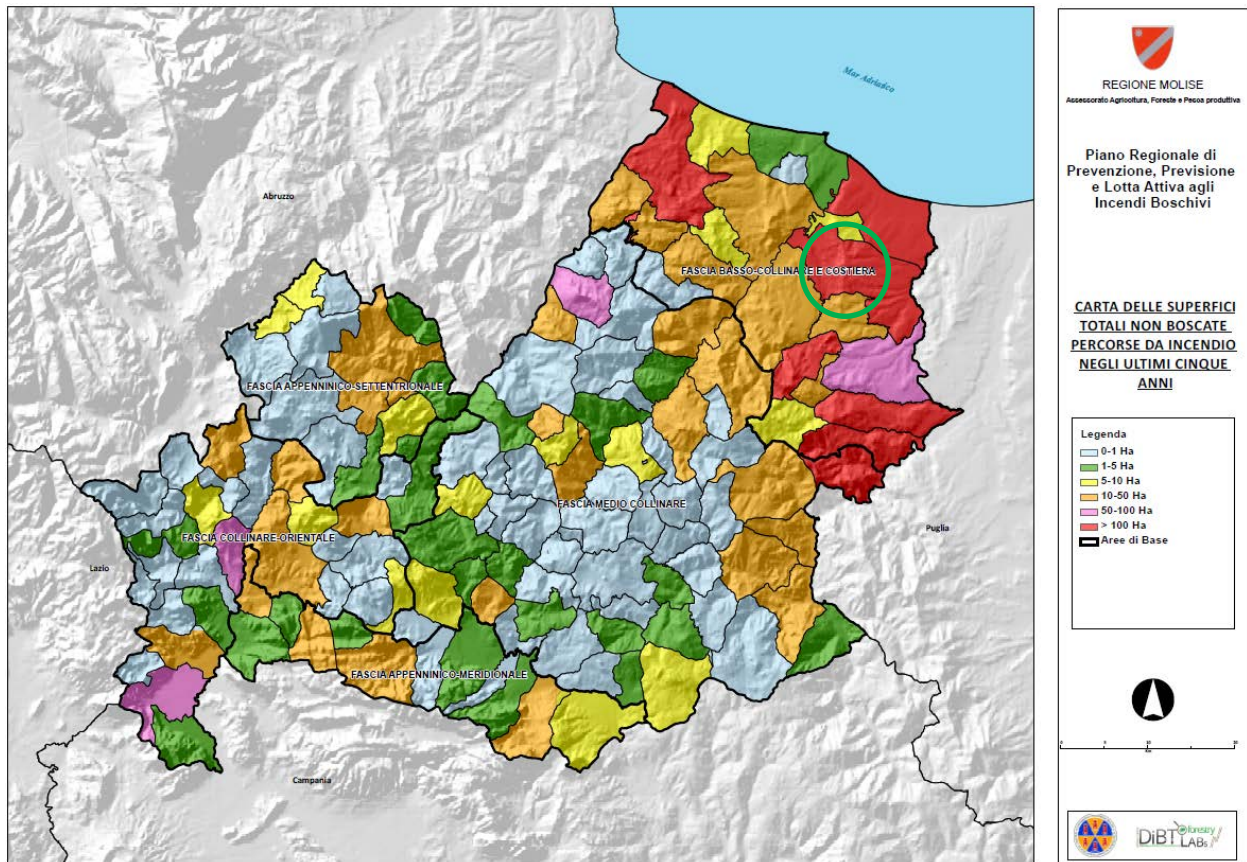 Mar Adriatico
Abruzzo
FASCIA BASSO-COLLINARE E COSTIERA
FASCIA APPENNINICO-SETTENTRIONALE
FASCIA MEDIO COLLINARE
Puglia
FASCIA COLLINARE-ORIENTALE
Lazio
FASCIA APPENNINICO-MERIDIONALE
Campania
REGIONE MOLISE
Assessorato Agricoltura, Foreste e Pesca produttiva
Piano Regionale di
Prevenzione, Previsione
e Lotta Attiva agli
Incendi Boschivi
CARTA DELLE SUPERFICI
TOTALI NON BOSCATE
PERCORSE DA INCENDIO
NEGLI ULTIMI CINQUE
ANNI
Legenda
0-1 Ha
1-5 Ha
5-10 Ha
10-50 Ha
50-100 Ha
> 100 Ha
Aree di Base
DiBT forestry
LABs